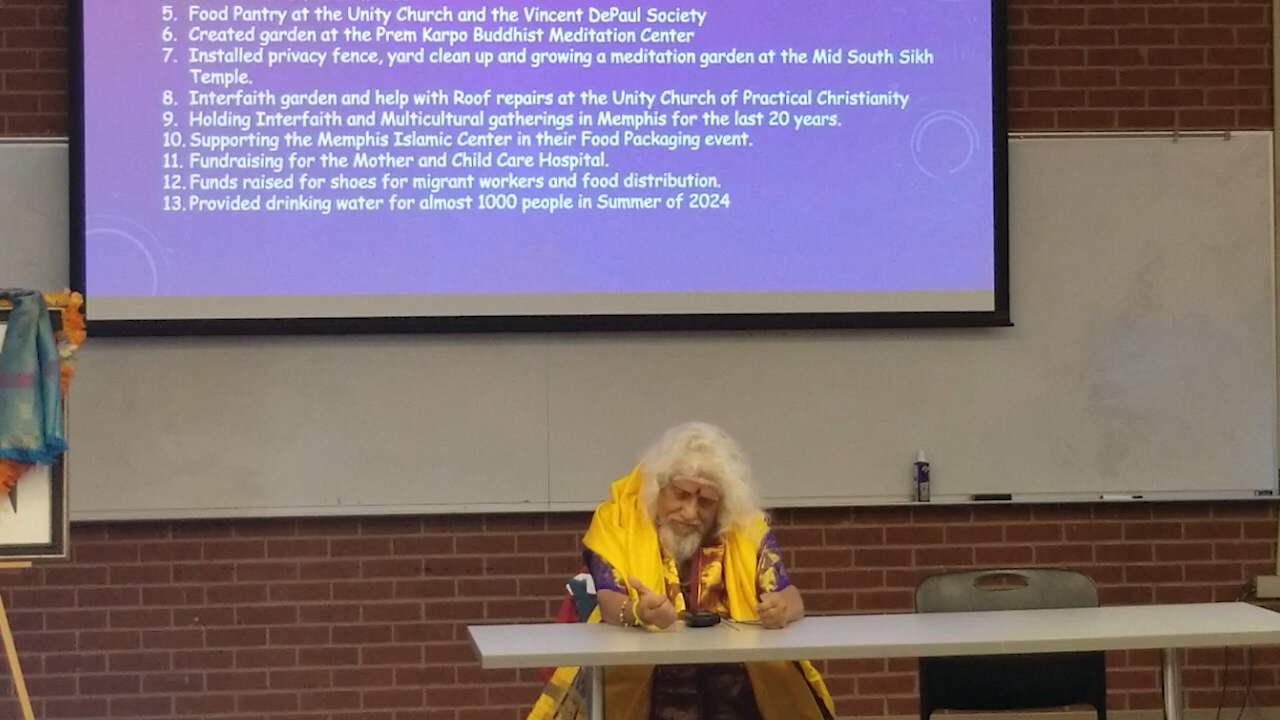 5. Food Pantry at the Unity Church and the Vincent DePaul Society
6. Created garden at the Prem Karpo Buddhist Meditation Center
7. Installed privacy fence, yard clean up and growing a meditation garden at the Mid South Sikh
Temple.
8. Interfaith garden and help with Roof repairs at the Unity Church of Practical Christianity
9. Holding Interfaith and Multicultural gatherings in Memphis for the last 20 years.
10. Supporting the Memphis Islamic Center in their Food Packaging event.
11. Fundraising for the Mother and Child Care Hospital.
12. Funds raised for shoes for migrant workers and food distribution.
13. Provided drinking water for almost 1000 people in Summer of 2024